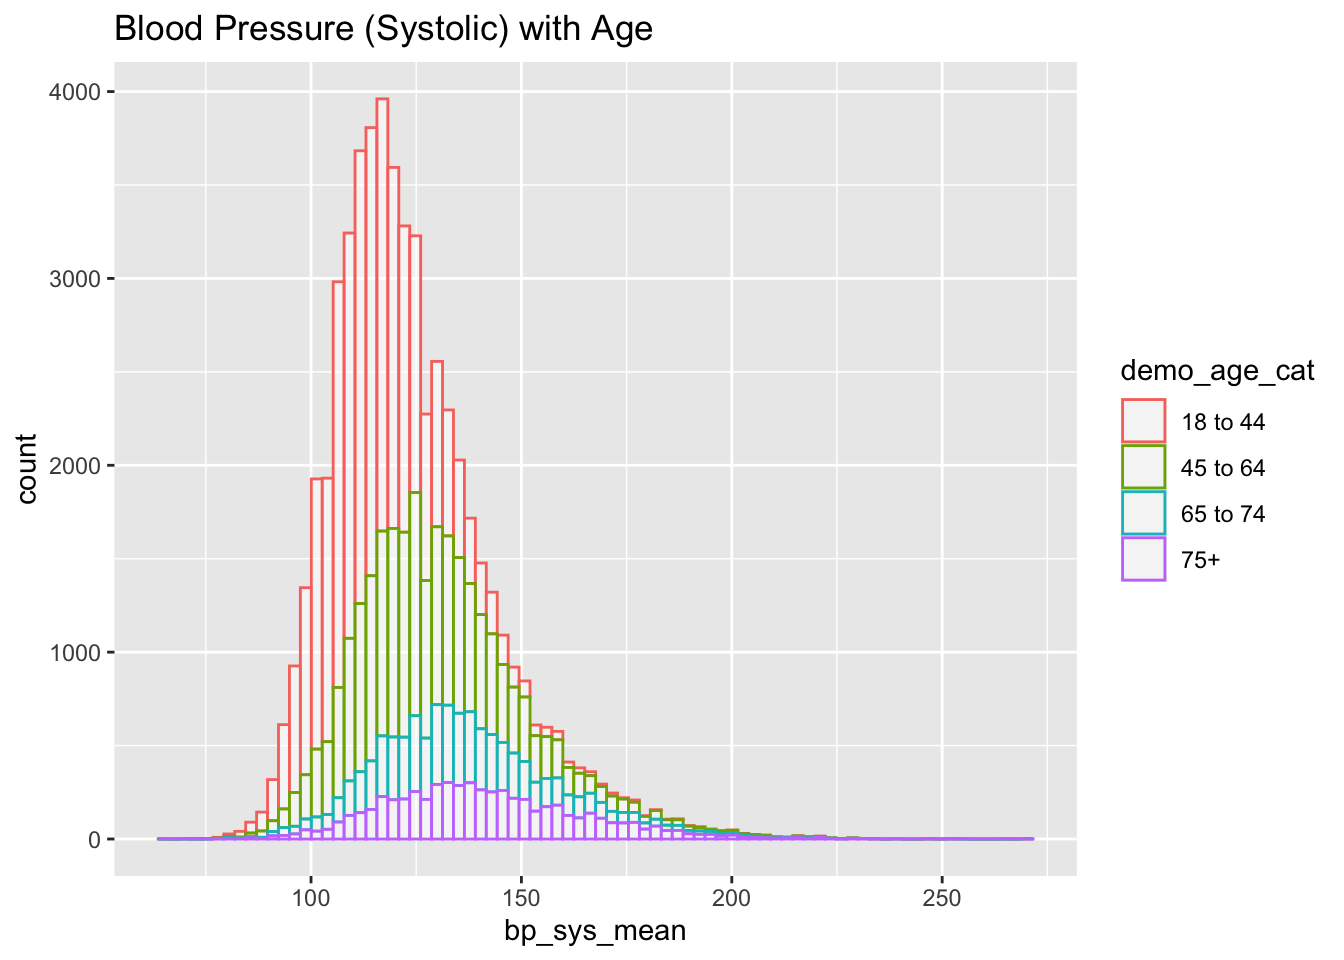 Blood Pressure (Systolic) with Age
4000
3000
2000
1000
0
count
100 150 200 250
bp_sys_mean
demo_age_cat
18 to 44
45 to 64
65 to 74
75+